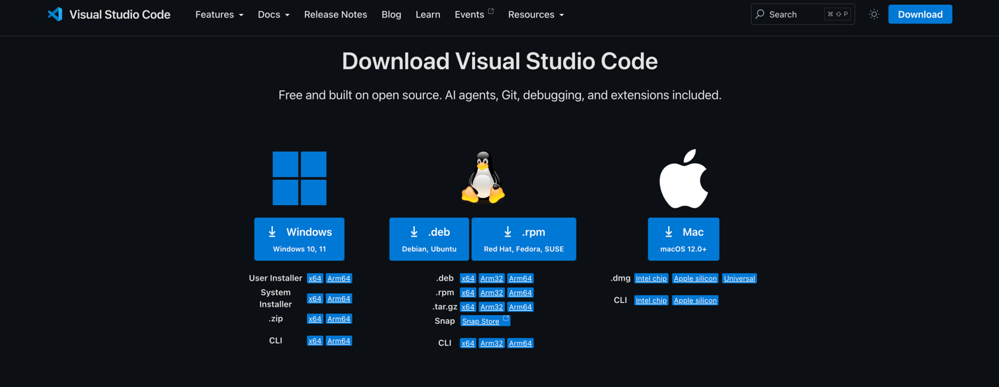 Visual Studio Code Features Docs Release Notes Blog Learn Events Resources Search ⌘ ⇧ P Download
Download Visual Studio Code
Free and built on open source. AI agents, Git, debugging, and extensions included.
Windows
Windows 10, 11
User Installer x64 Arm64
System
Installer x64 Arm64
.zip x64 Arm64
CLI x64 Arm64
.deb
Debian, Ubuntu
.rpm
Red Hat, Fedora, SUSE
.deb x64 Arm32 Arm64
.rpm x64 Arm32 Arm64
.tar.gz x64 Arm32 Arm64
Snap Snap Store
CLI x64 Arm32 Arm64
Mac
macOS 12.0+
.dmg Intel chip Apple silicon Universal
CLI Intel chip Apple silicon